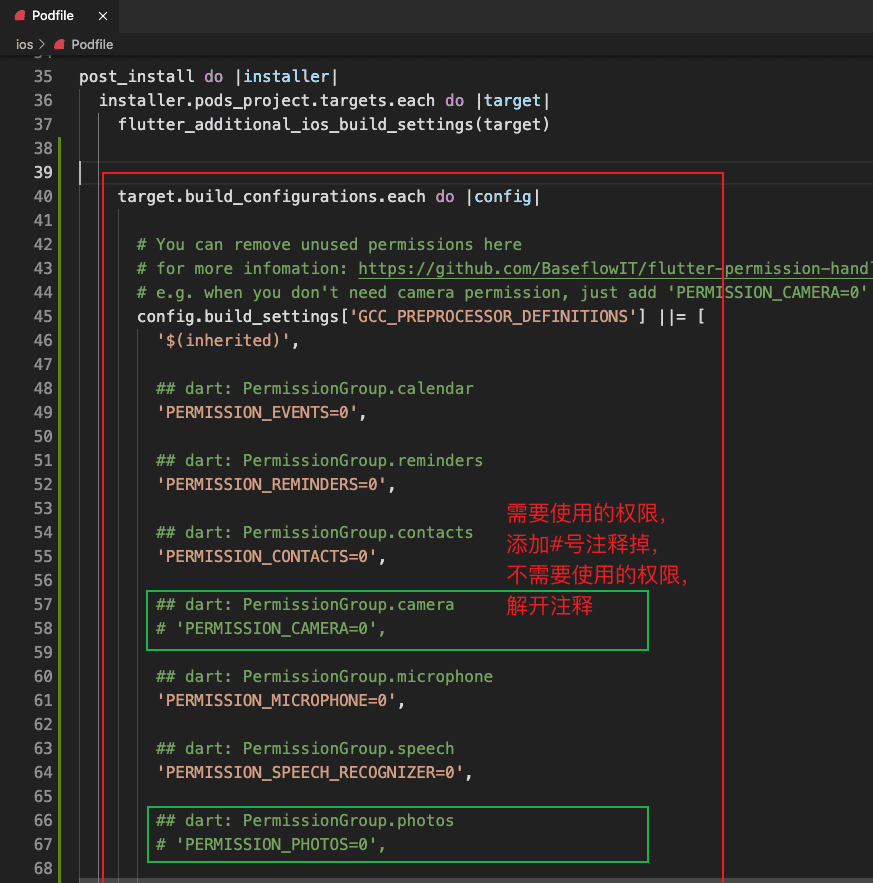 Podfile ×
ios > Podfile
34
35 post_install do |installer|
36 installer.pods_project.targets.each do |target|
37 flutter_additional_ios_build_settings(target)
38
39
40 target.build_configurations.each do |config|
41
42 # You can remove unused permissions here
43 # for more infomation: https://github.com/BaseflowIT/flutter-permission-handl
44 # e.g. when you don't need camera permission, just add 'PERMISSION_CAMERA=0'
45 config.build_settings['GCC_PREPROCESSOR_DEFINITIONS'] ||= [
46 '$(inherited)',
47
48 ## dart: PermissionGroup.calendar
49 'PERMISSION_EVENTS=0',
50
51 ## dart: PermissionGroup.reminders
52 'PERMISSION_REMINDERS=0',
53
54 ## dart: PermissionGroup.contacts
55 'PERMISSION_CONTACTS=0',
56
57 ## dart: PermissionGroup.camera
58 # 'PERMISSION_CAMERA=0',
59
60 ## dart: PermissionGroup.microphone
61 'PERMISSION_MICROPHONE=0',
62
63 ## dart: PermissionGroup.speech
64 'PERMISSION_SPEECH_RECOGNIZER=0',
65
66 ## dart: PermissionGroup.photos
67 # 'PERMISSION_PHOTOS=0',
68
需要使用的权限,
添加#号注释掉,
不需要使用的权限,
解开注释